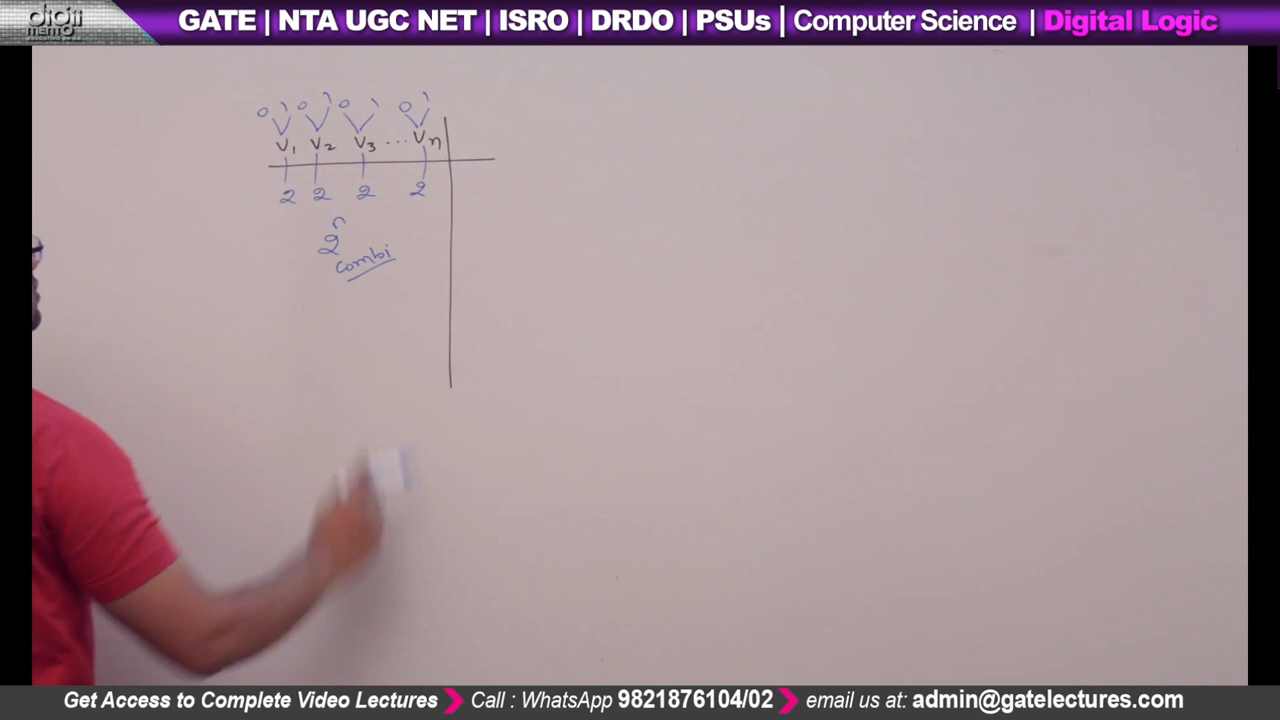 digii
mento
GATE | NTA UGC NET | ISRO | DRDO | PSUs | Computer Science | Digital Logic
0 1 0 1 0 1 0 1
V1 V2 V3 ... Vn
2 2 2 2
2^n
combi
Get Access to Complete Video Lectures Call : WhatsApp 9821876104/02 email us at: admin@gatelectures.com